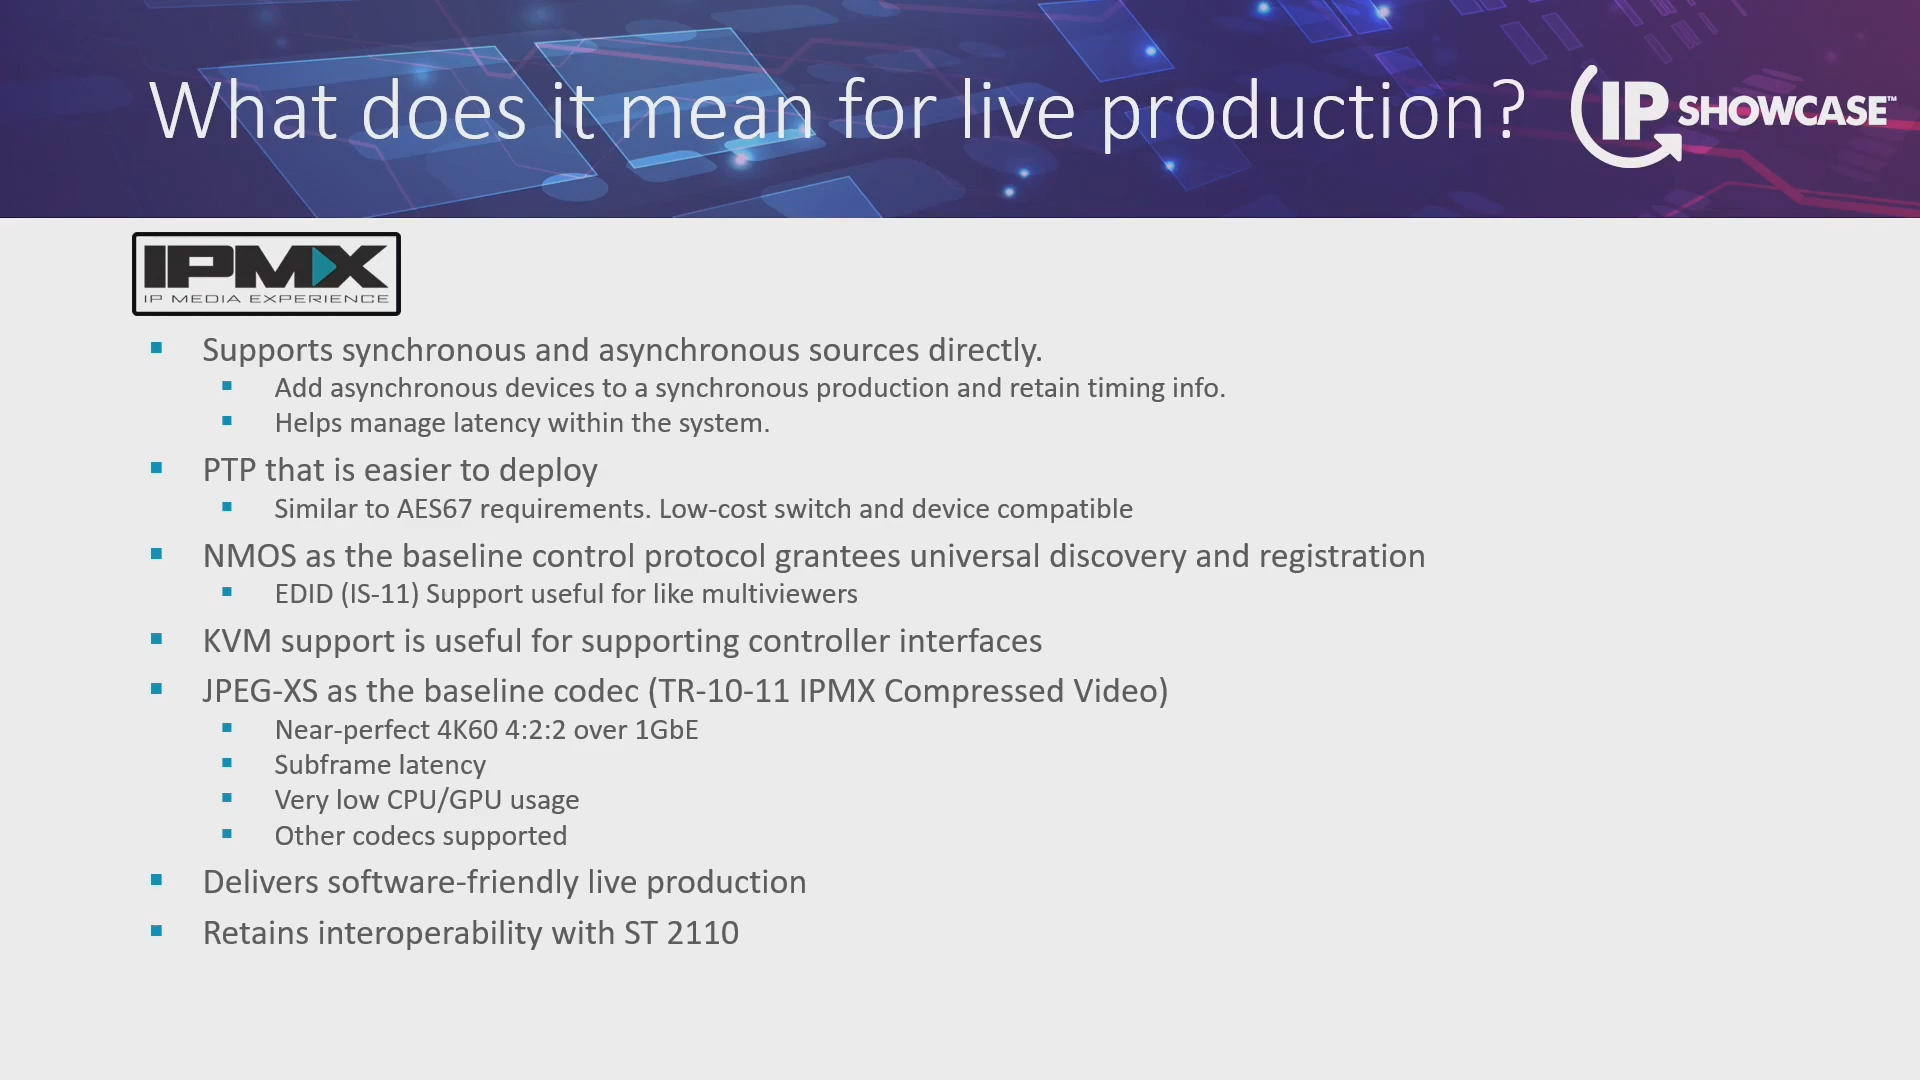 What does it mean for live production?
IP SHOWCASE™
IPMX
IP MEDIA EXPERIENCE
Supports synchronous and asynchronous sources directly.
Add asynchronous devices to a synchronous production and retain timing info.
Helps manage latency within the system.
PTP that is easier to deploy
Similar to AES67 requirements. Low-cost switch and device compatible
NMOS as the baseline control protocol grantees universal discovery and registration
EDID (IS-11) Support useful for like multiviewers
KVM support is useful for supporting controller interfaces
JPEG-XS as the baseline codec (TR-10-11 IPMX Compressed Video)
Near-perfect 4K60 4:2:2 over 1GbE
Subframe latency
Very low CPU/GPU usage
Other codecs supported
Delivers software-friendly live production
Retains interoperability with ST 2110